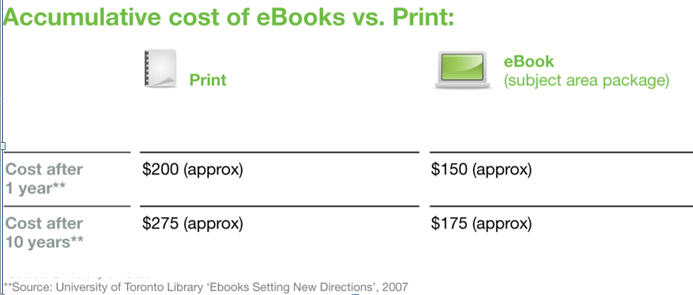 Accumulative cost of eBooks vs. Print:
Print
eBook
(subject area package)
Cost after
1 year**
$200 (approx)
$150 (approx)
Cost after
10 years**
$275 (approx)
$175 (approx)
**Source: University of Toronto Library ‘Ebooks Setting New Directions’, 2007